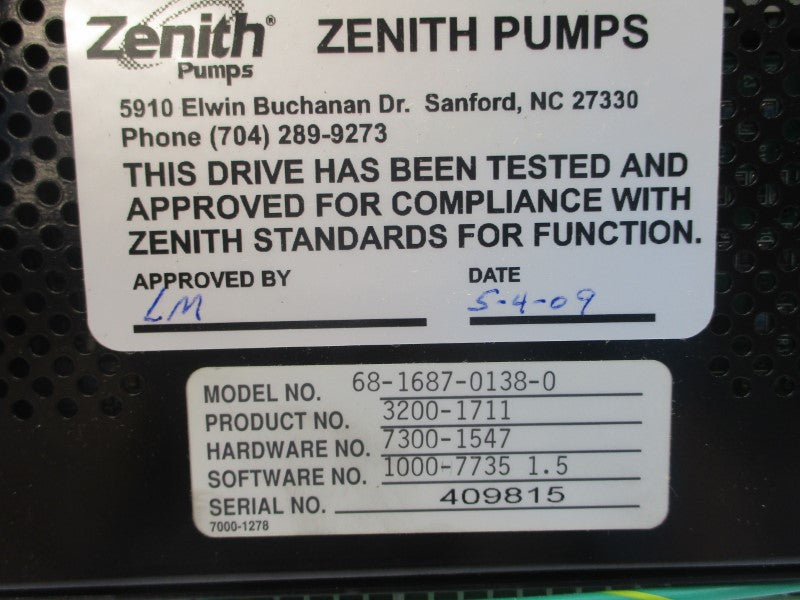 Zenith® ZENITH PUMPS
Pumps
5910 Elwin Buchanan Dr. Sanford, NC 27330
Phone (704) 289-9273
THIS DRIVE HAS BEEN TESTED AND
APPROVED FOR COMPLIANCE WITH
ZENITH STANDARDS FOR FUNCTION.
APPROVED BY DATE
LM 5-4-09
MODEL NO. 68-1687-0138-0
PRODUCT NO. 3200-1711
HARDWARE NO. 7300-1547
SOFTWARE NO. 1000-7735 1.5
SERIAL NO. 409815
7000-1278